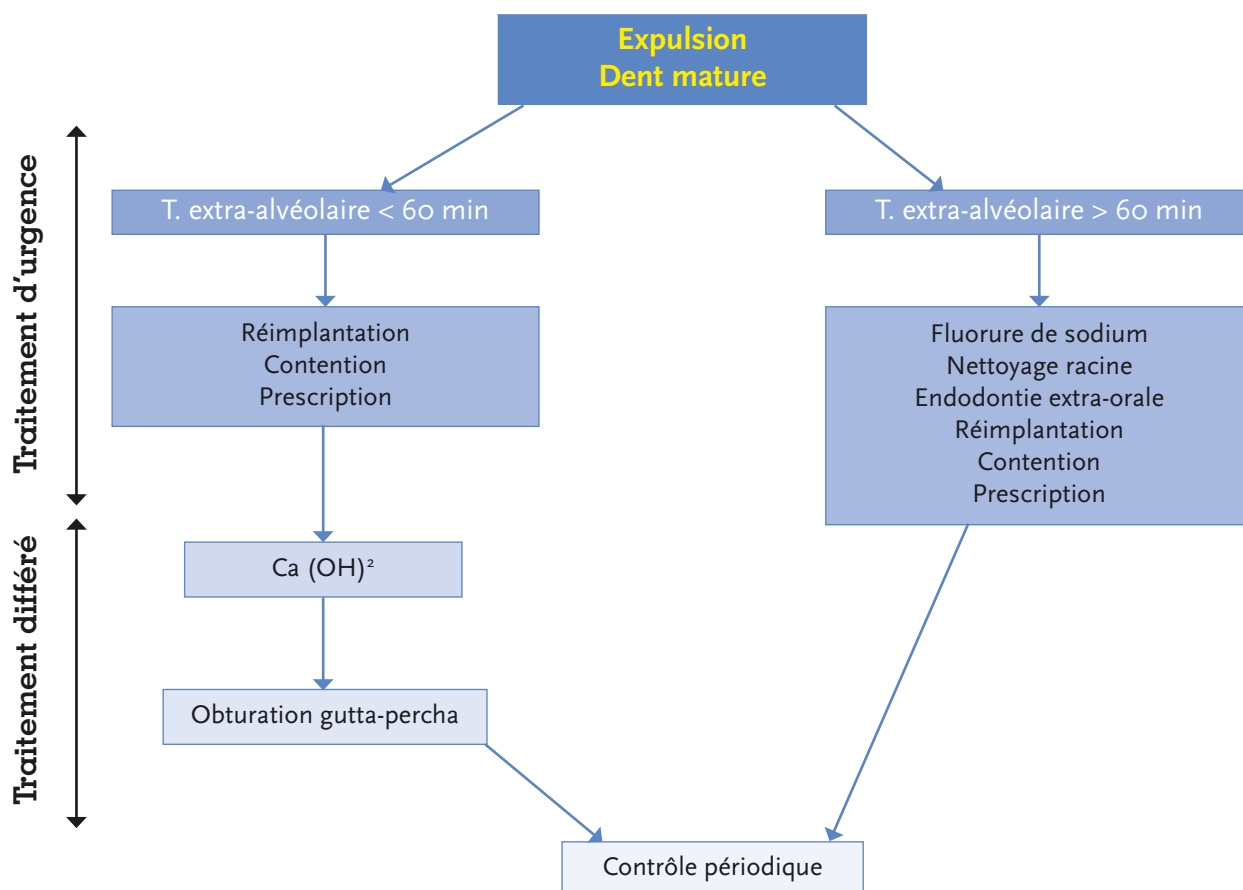 Expulsion
Dent mature
Traitement d'urgence
T. extra-alvéolaire < 60 min
T. extra-alvéolaire > 60 min
Réimplantation
Contention
Prescription
Fluorure de sodium
Nettoyage racine
Endodontie extra-orale
Réimplantation
Contention
Prescription
Traitement différé
Ca (OH)²
Obturation gutta-percha
Contrôle périodique